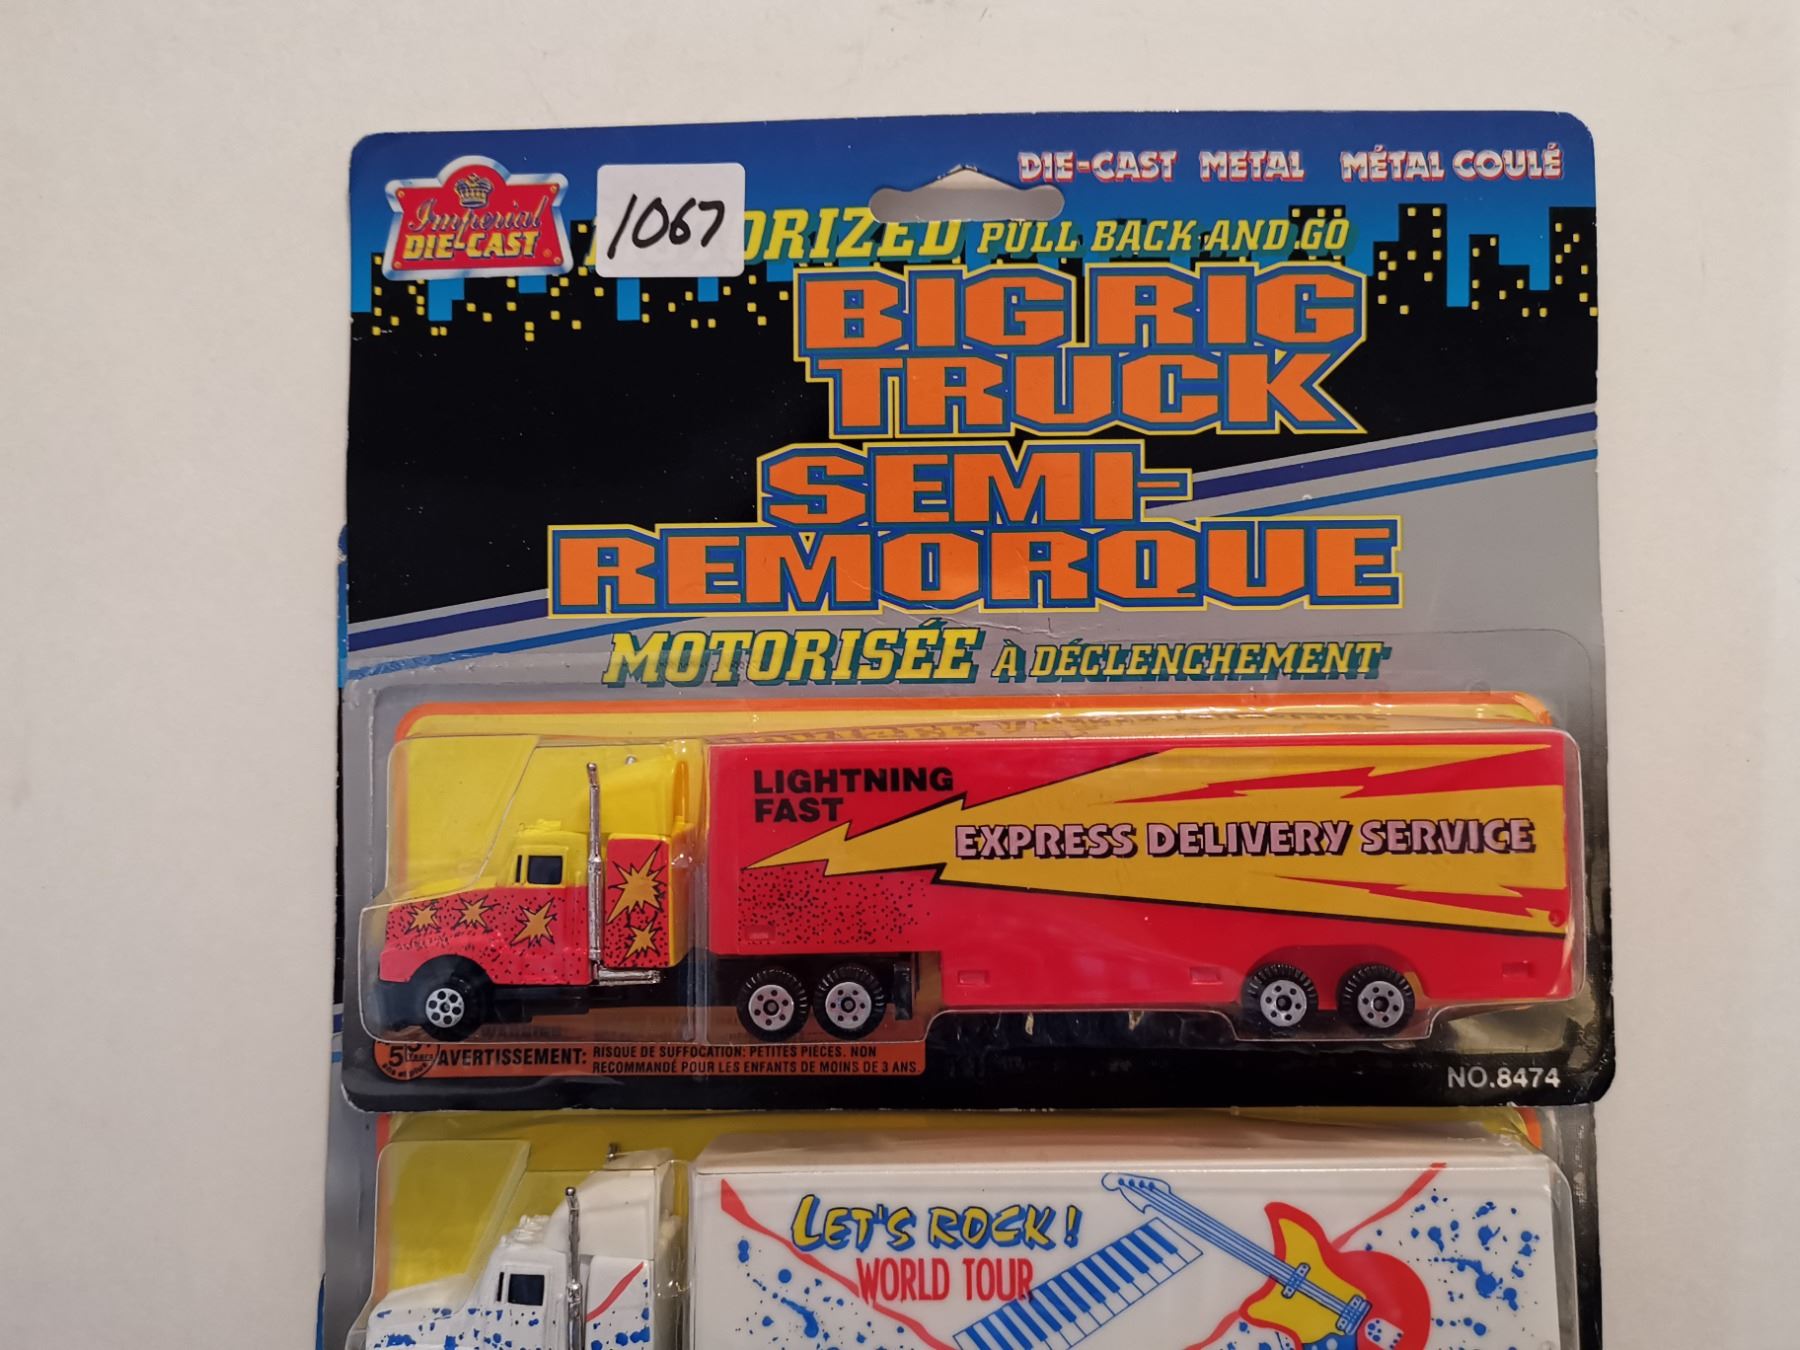 DIE-CAST METAL MÉTAL COULÉ
Imperial
DIE-CAST
1067
ORIZED PULL BACK AND GO
BIG RIG
TRUCK
SEMI-
REMORQUE
MOTORISÉE À DÉCLENCHEMENT
LIGHTNING
FAST
EXPRESS DELIVERY SERVICE
AVERTISSEMENT: RISQUE DE SUFFOCATION: PETITES PIECES. NON
RECOMMANDÉ POUR LES ENFANTS DE MOINS DE 3 ANS.
NO.8474
LET'S ROCK!
WORLD TOUR